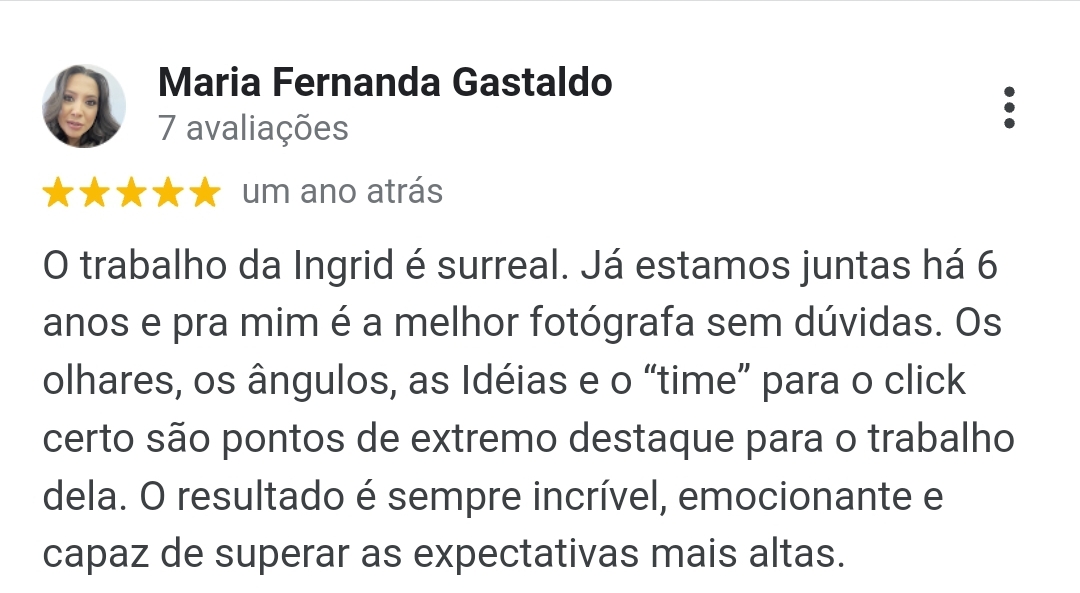 Maria Fernanda Gastaldo
7 avaliações
um ano atrás
O trabalho da Ingrid é surreal. Já estamos juntas há 6
anos e pra mim é a melhor fotógrafa sem dúvidas. Os
olhares, os ângulos, as Idéias e o “time” para o click
certo são pontos de extremo destaque para o trabalho
dela. O resultado é sempre incrível, emocionante e
capaz de superar as expectativas mais altas.